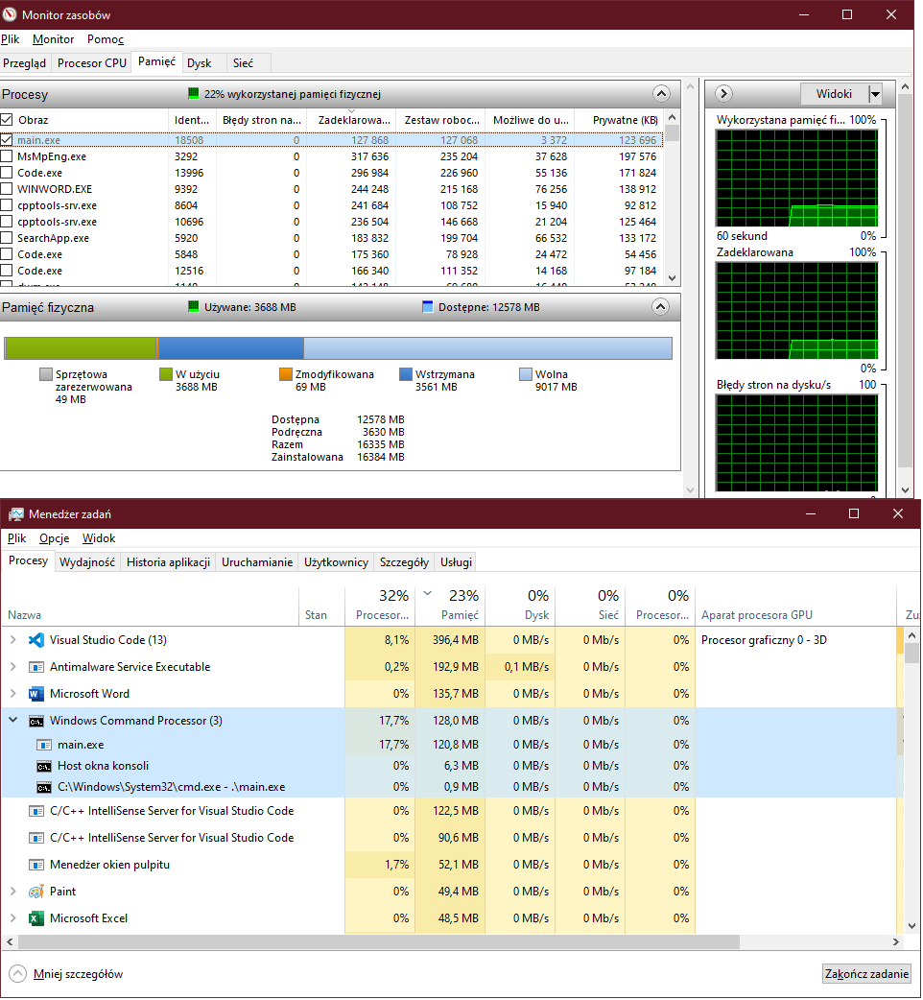 Monitor zasobów
Plik Monitor Pomoc
Przegląd Procesor CPU Pamięć Dysk Sieć
Procesy 22% wykorzystanej pamięci fizycznej
Obraz Ident... Błędy stron na... Zadeklarowa... Zestaw roboc... Możliwe do u... Prywatne (KB)
main.exe 18508 0 127 868 127 068 3 372 123 696
MsMpEng.exe 3292 0 317 636 235 204 37 628 197 576
Code.exe 13996 0 296 984 226 960 55 136 171 824
WINWORD.EXE 9392 0 244 248 215 168 76 256 138 912
cpptools-srv.exe 8604 0 241 684 108 752 15 940 92 812
cpptools-srv.exe 10696 0 236 504 146 668 21 204 125 464
SearchApp.exe 5920 0 183 832 199 704 66 532 133 172
Code.exe 5848 0 175 360 78 928 24 472 54 456
Code.exe 12516 0 166 340 111 352 14 168 97 184
Pamięć fizyczna Używane: 3688 MB Dostępne: 12578 MB
Sprzętowa zarezerwowana 49 MB
W użyciu 3688 MB
Zmodyfikowana 69 MB
Wstrzymana 3561 MB
Wolna 9017 MB
Dostępna 12578 MB
Podręczna 3630 MB
Razem 16335 MB
Zainstalowana 16384 MB
Widoki
Wykorzystana pamięć fi... 100%
60 sekund 0%
Zadeklarowana 100%
0%
Błędy stron na dysku/s 100
Menedżer zadań
Plik Opcje Widok
Procesy Wydajność Historia aplikacji Uruchamianie Użytkownicy Szczegóły Usługi
32% 23% 0% 0% 0%
Nazwa Stan Procesor... Pamięć Dysk Sieć Procesor... Aparat procesora GPU Zu
Visual Studio Code (13) 8,1% 396,4 MB 0 MB/s 0 Mb/s 0% Procesor graficzny 0 - 3D
Antimalware Service Executable 0,2% 192,9 MB 0,1 MB/s 0 Mb/s 0%
Microsoft Word 0% 135,7 MB 0 MB/s 0 Mb/s 0%
Windows Command Processor (3) 17,7% 128,0 MB 0 MB/s 0 Mb/s 0%
main.exe 17,7% 120,8 MB 0 MB/s 0 Mb/s 0%
Host okna konsoli 0% 6,3 MB 0 MB/s 0 Mb/s 0%
C:\Windows\System32\cmd.exe - .\main.exe 0% 0,9 MB 0 MB/s 0 Mb/s 0%
C/C++ IntelliSense Server for Visual Studio Code 0% 122,5 MB 0 MB/s 0 Mb/s 0%
C/C++ IntelliSense Server for Visual Studio Code 0% 90,6 MB 0 MB/s 0 Mb/s 0%
Menedżer okien pulpitu 1,7% 52,1 MB 0 MB/s 0 Mb/s 0%
Paint 0% 49,4 MB 0 MB/s 0 Mb/s 0%
Microsoft Excel 0% 48,5 MB 0 MB/s 0 Mb/s 0%
Mniej szczegółów Zakończ zadanie